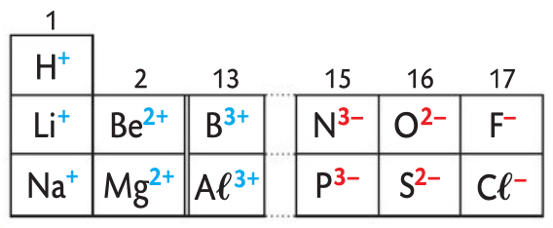 1
H⁺
2 13 15 16 17
Li⁺ Be²⁺ B³⁺ N³⁻ O²⁻ F⁻
Na⁺ Mg²⁺ Aℓ³⁺ P³⁻ S²⁻ Cℓ⁻